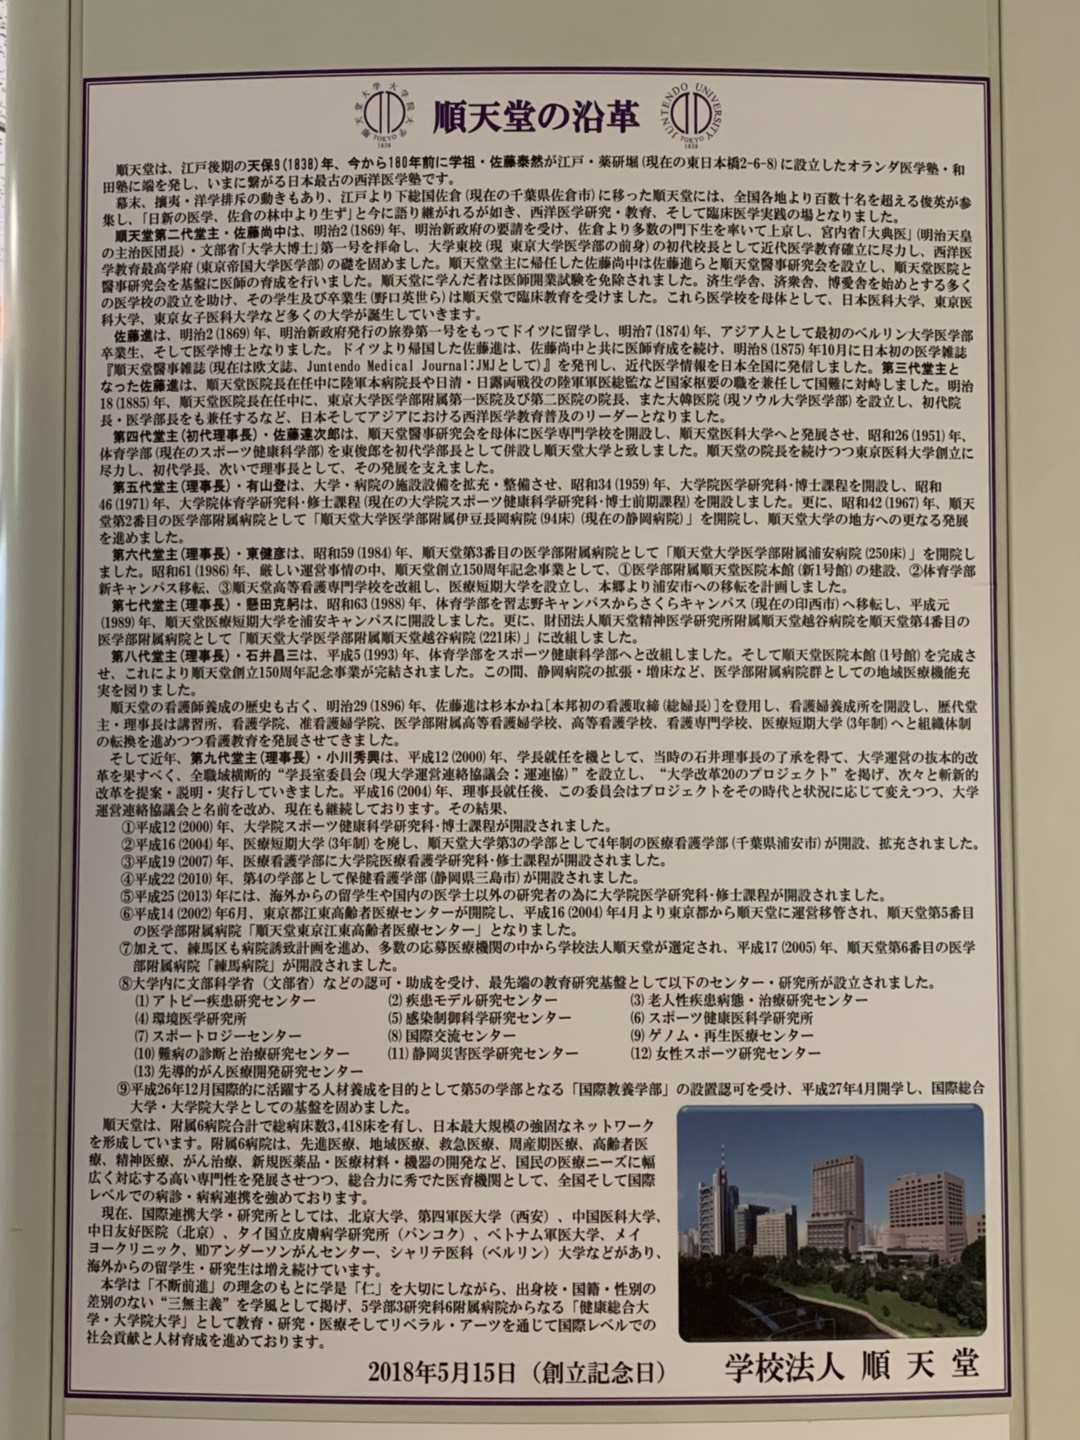 順天堂の沿革
順天堂は、江戸後期の天保9(1838)年、今から180年前に学祖・佐藤泰然が江戸・薬研堀(現在の東日本橋2-6-8)に設立したオランダ医学塾・和
田塾に端を発し、いまに繋がる日本最古の西洋医学塾です。
幕末、攘夷・洋学排斥の動きもあり、江戸より下総国佐倉(現在の千葉県佐倉市)に移った順天堂には、全国各地より百数十名を超える俊英が参
集し、「日新の医学、佐倉の林中より生ず」と今に語り継がれるが如き、西洋医学研究・教育、そして臨床医学実践の場となりました。
順天堂第二代堂主・佐藤尚中は、明治2(1869)年、明治新政府の要請を受け、佐倉より多数の門下生を率いて上京し、宮内省「大典医」(明治天皇
の主治医団長)・文部省「大学大博士」第一号を拝命し、大学東校(現 東京大学医学部の前身)の初代校長として近代医学教育確立に尽力し、西洋医
学教育最高学府(東京帝国大学医学部)の礎を固めました。順天堂堂主に帰任した佐藤尚中は佐藤進らと順天堂醫事研究会を設立し、順天堂医院と
醫事研究会を基盤に医師の育成を行いました。順天堂に学んだ者は医師開業試験を免除されました。済生学舎、済衆舎、博愛舎を始めとする多く
の医学校の設立を助け、その学生及び卒業生(野口英世ら)は順天堂で臨床教育を受けました。これら医学校を母体として、日本医科大学、東京医
科大学、東京女子医科大学など多くの大学が誕生していきます。
佐藤進は、明治2(1869)年、明治新政府発行の旅券第一号をもってドイツに留学し、明治7(1874)年、アジア人として最初のベルリン大学医学部
卒業生、そして医学博士となりました。ドイツより帰国した佐藤進は、佐藤尚中と共に医師育成を続け、明治8(1875)年10月に日本初の医学雑誌
『順天堂醫事雑誌(現在は欧文誌、Juntendo Medical Journal:JMJとして)』を発刊し、近代医学情報を日本全国に発信しました。第三代堂主と
なった佐藤進は、順天堂医院長在任中に陸軍本病院長や日清・日露両戦役の陸軍軍医総監など国家枢要の職を兼任して国難に対峙しました。明治
18(1885)年、順天堂医院長在任中に、東京大学医学部附属第一医院及び第二医院の院長、また大韓医院(現ソウル大学医学部)を設立し、初代院
長・医学部長をも兼任するなど、日本そしてアジアにおける西洋医学教育普及のリーダーとなりました。
第四代堂主(初代理事長)・佐藤達次郎は、順天堂醫事研究会を母体に医学専門学校を開設し、順天堂医科大学へと発展させ、昭和26(1951)年、
体育学部(現在のスポーツ健康科学部)を東俊郎を初代学部長として併設し順天堂大学と致しました。順天堂の院長を続けつつ東京医科大学創立に
尽力し、初代学長、次いで理事長として、その発展を支えました。
第五代堂主(理事長)・有山登は、大学・病院の施設設備を拡充・整備させ、昭和34(1959)年、大学院医学研究科・博士課程を開設し、昭和
46(1971)年、大学院体育学研究科・修士課程(現在の大学院スポーツ健康科学研究科・博士前期課程)を開設しました。更に、昭和42(1967)年、順天
堂第2番目の医学部附属病院として「順天堂大学医学部附属伊豆長岡病院(94床)(現在の静岡病院)」を開院し、順天堂大学の地方への更なる発展
を進めました。
第六代堂主(理事長)・東健彦は、昭和59(1984)年、順天堂第3番目の医学部附属病院として「順天堂大学医学部附属浦安病院(250床)」を開院し
ました。昭和61(1986)年、厳しい運営事情の中、順天堂創立150周年記念事業として、①医学部附属順天堂医院本館(新1号館)の建設、②体育学部
新キャンパス移転、③順天堂高等看護専門学校を改組し、医療短期大学を設立し、本郷より浦安市への移転を計画しました。
第七代堂主(理事長)・懸田克躬は、昭和63(1988)年、体育学部を習志野キャンパスからさくらキャンパス(現在の印西市)へ移転し、平成元
(1989)年、順天堂医療短期大学を浦安キャンパスに開設しました。更に、財団法人順天堂精神医学研究所附属順天堂越谷病院を順天堂第4番目の
医学部附属病院として「順天堂大学医学部附属順天堂越谷病院(221床)」に改組しました。
第八代堂主(理事長)・石井昌三は、平成5(1993)年、体育学部をスポーツ健康科学部へと改組しました。そして順天堂医院本館(1号館)を完成さ
せ、これにより順天堂創立150周年記念事業が完結されました。この間、静岡病院の拡張・増床など、医学部附属病院群としての地域医療機能充
実を図りました。
順天堂の看護師養成の歴史も古く、明治29(1896)年、佐藤進は杉本かね[本邦初の看護取締(総婦長)]を登用し、看護婦養成所を開設し、歴代堂
主・理事長は講習所、看護学院、准看護婦学院、医学部附属高等看護婦学校、高等看護学校、看護専門学校、医療短期大学(3年制)へと組織体制
の転換を進めつつ看護教育を発展させてきました。
そして近年、第九代堂主(理事長)・小川秀興は、平成12(2000)年、学長就任を機として、当時の石井理事長の了承を得て、大学運営の抜本的改
革を果すべく、全職域横断的“学長室委員会(現大学運営連絡協議会:運連協)”を設立し、“大学改革20のプロジェクト”を掲げ、次々と斬新的
改革を提案・説明・実行していきました。平成16(2004)年、理事長就任後、この委員会はプロジェクトをその時代と状況に応じて変えつつ、大学
運営連絡協議会と名前を改め、現在も継続しております。その結果、
①平成12(2000)年、大学院スポーツ健康科学研究科・博士課程が開設されました。
②平成16(2004)年、医療短期大学(3年制)を廃し、順天堂大学第3の学部として4年制の医療看護学部(千葉県浦安市)が開設、拡充されました。
③平成19(2007)年、医療看護学部に大学院医療看護学研究科・修士課程が開設されました。
④平成22(2010)年、第4の学部として保健看護学部(静岡県三島市)が開設されました。
⑤平成25(2013)年には、海外からの留学生や国内の医学士以外の研究者の為に大学院医学研究科・修士課程が開設されました。
⑥平成14(2002)年6月、東京都江東高齢者医療センターが開院し、平成16(2004)年4月より東京都から順天堂に運営移管され、順天堂第5番目
の医学部附属病院「順天堂東京江東高齢者医療センター」となりました。
⑦加えて、練馬区も病院誘致計画を進め、多数の応募医療機関の中から学校法人順天堂が選定され、平成17(2005)年、順天堂第6番目の医学
部附属病院「練馬病院」が開設されました。
⑧大学内に文部科学省（文部省）などの認可・助成を受け、最先端の教育研究基盤として以下のセンター・研究所が設立されました。
(1)アトピー疾患研究センター (2)疾患モデル研究センター (3)老人性疾患病態・治療研究センター
(4)環境医学研究所 (5)感染制御科学研究センター (6)スポーツ健康医科学研究所
(7)スポートロジーセンター (8)国際交流センター (9)ゲノム・再生医療センター
(10)難病の診断と治療研究センター (11)静岡災害医学研究センター (12)女性スポーツ研究センター
(13)先導的がん医療開発研究センター
⑨平成26年12月国際的に活躍する人材養成を目的として第5の学部となる「国際教養学部」の設置認可を受け、平成27年4月開学し、国際総合
大学・大学院大学としての基盤を固めました。
順天堂は、附属6病院合計で総病床数3,418床を有し、日本最大規模の強固なネットワーク
を形成しています。附属6病院は、先進医療、地域医療、救急医療、周産期医療、高齢者医
療、精神医療、がん治療、新規医薬品・医療材料・機器の開発など、国民の医療ニーズに幅
広く対応する高い専門性を発展させつつ、総合力に秀でた医育機関として、全国そして国際
レベルでの病診・病病連携を強めております。
現在、国際連携大学・研究所としては、北京大学、第四軍医大学（西安）、中国医科大学、
中日友好医院（北京）、タイ国立皮膚病学研究所（バンコク）、ベトナム軍医大学、メイ
ヨークリニック、MDアンダーソンがんセンター、シャリテ医科（ベルリン）大学などがあり、
海外からの留学生・研究生は増え続けています。
本学は「不断前進」の理念のもとに学是「仁」を大切にしながら、出身校・国籍・性別の
差別のない“三無主義”を学風として掲げ、5学部3研究科6附属病院からなる「健康総合大
学・大学院大学」として教育・研究・医療そしてリベラル・アーツを通じて国際レベルでの
社会貢献と人材育成を進めております。
2018年5月15日（創立記念日）
学校法人 順天堂
順天堂大学大学院大学
TOKYO
1838
JUNTENDO UNIVERSITY
TOKYO
1838